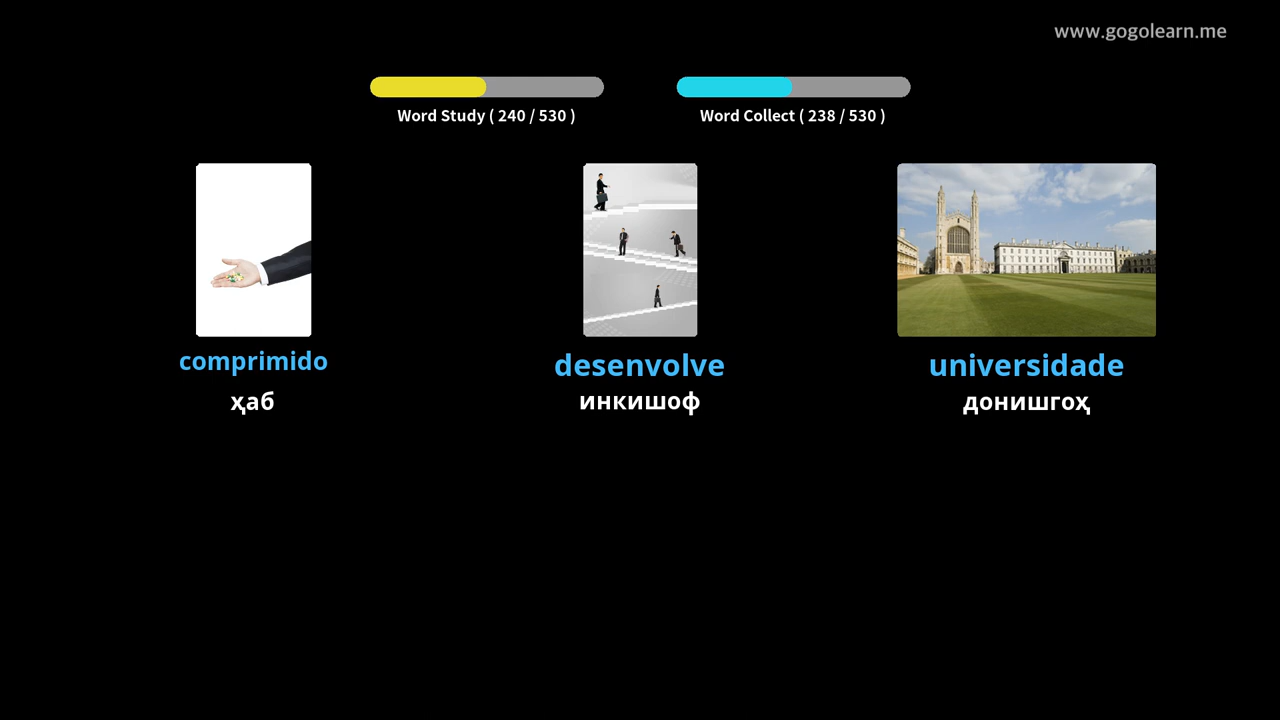 www.gogolearn.me
Word Study ( 240 / 530 )
Word Collect ( 238 / 530 )
comprimido
desenvolve
universidade
ҳаб
инкишоф
донишгоҳ